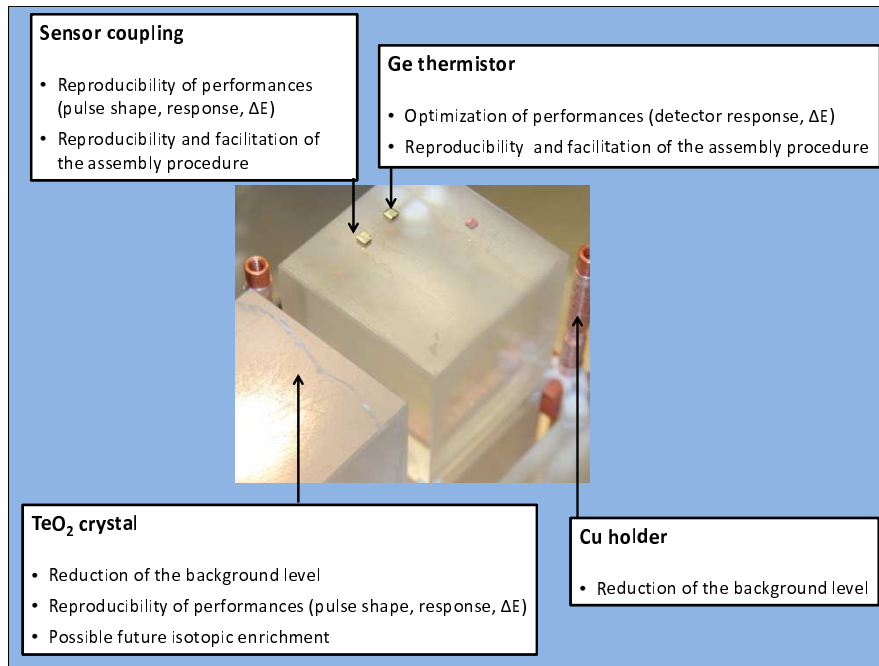 Sensor coupling
• Reproducibility of performances
(pulse shape, response, ΔE)
• Reproducibility and facilitation of
the assembly procedure
Ge thermistor
• Optimization of performances (detector response, ΔE)
• Reproducibility and facilitation of the assembly procedure
TeO₂ crystal
• Reduction of the background level
• Reproducibility of performances (pulse shape, response, ΔE)
• Possible future isotopic enrichment
Cu holder
• Reduction of the background level